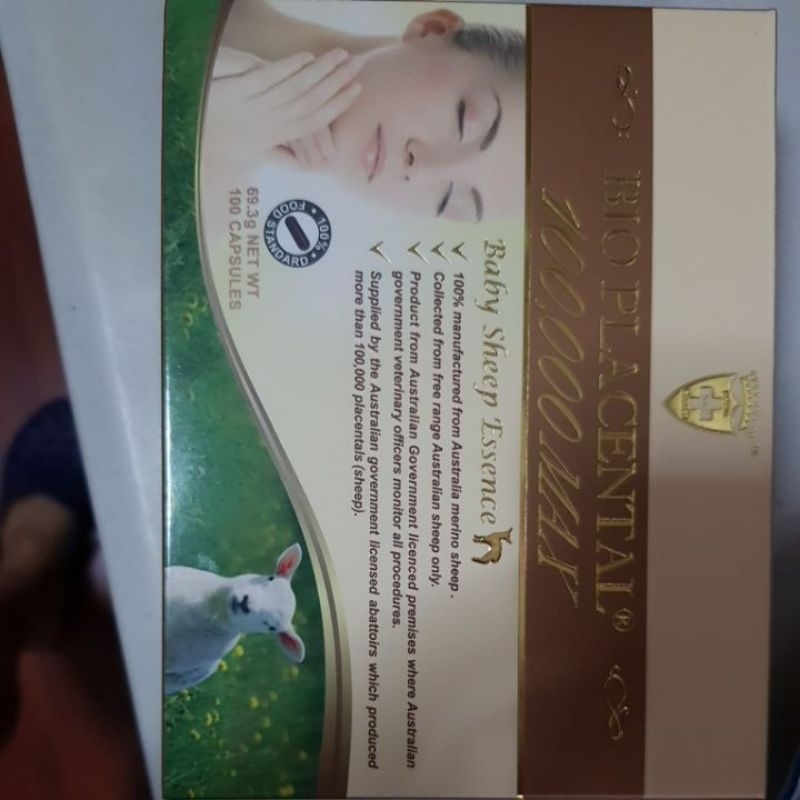 BIO PLACENTAL®
100,000 MAX
Baby Sheep Essence
100% manufactured from Australia merino sheep.
Collected from free range Australian sheep only.
Product from Australian Government licenced premises where Australian
government veterinary officers monitor all procedures.
Supplied by the Australian government licensed abattoirs which produced
more than 100,000 placentals (sheep).
100%
FOOD
STANDARD
69.3g NET WT
100 CAPSULES